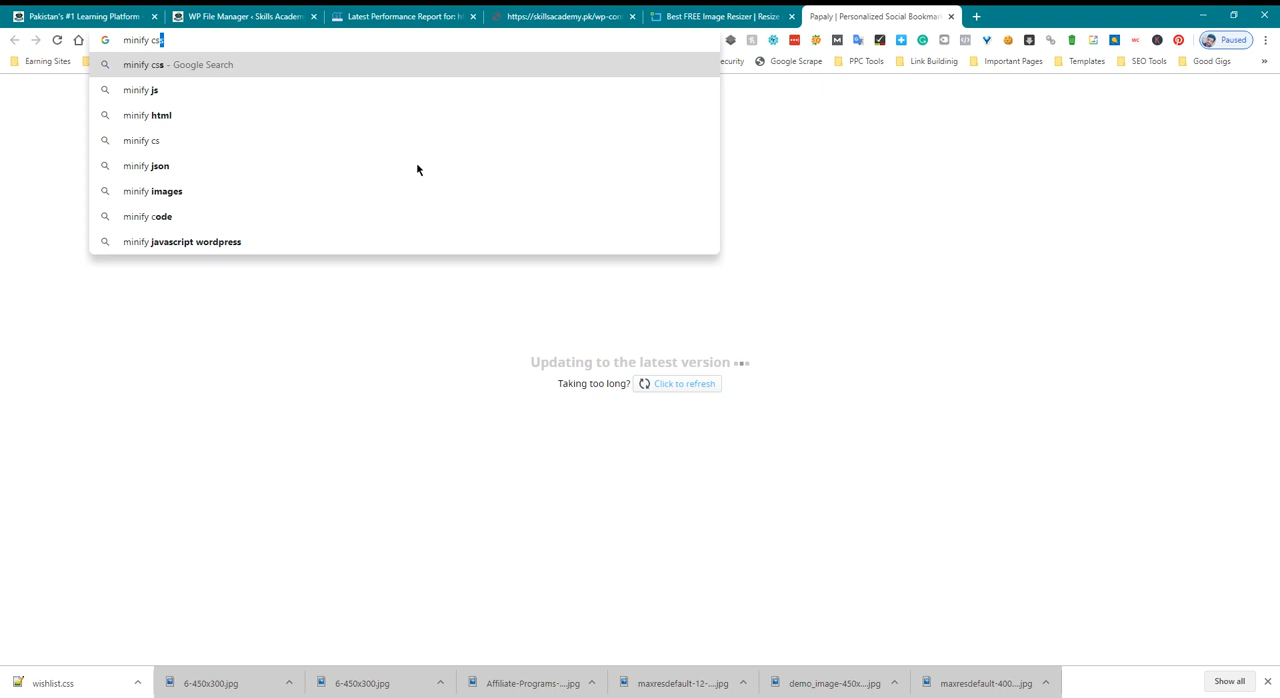 Pakistan's #1 Learning Platform
WP File Manager ‹ Skills Academ
Latest Performance Report for: h
https://skillsacademy.pk/wp-con
Best FREE Image Resizer | Resize
Papaly | Personalized Social Bookmar
minify css
Paused
Earning Sites
ecurity
Google Scrape
PPC Tools
Link Buildinig
Important Pages
Templates
SEO Tools
Good Gigs
»
minify css - Google Search
minify js
minify html
minify cs
minify json
minify images
minify code
minify javascript wordpress
Updating to the latest version
Taking too long? Click to refresh
wishlist.css
6-450x300.jpg
6-450x300.jpg
Affiliate-Programs-....jpg
maxresdefault-12-....jpg
demo_image-450x....jpg
maxresdefault-400....jpg
Show all